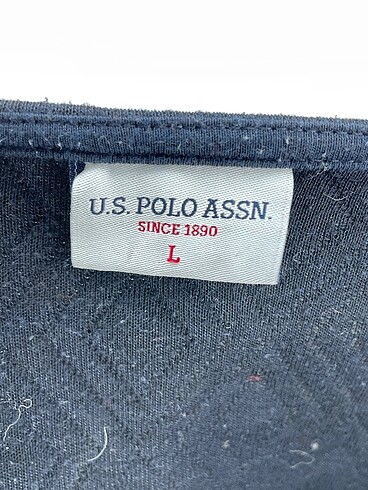 U.S. POLO ASSN.
SINCE 1890
L